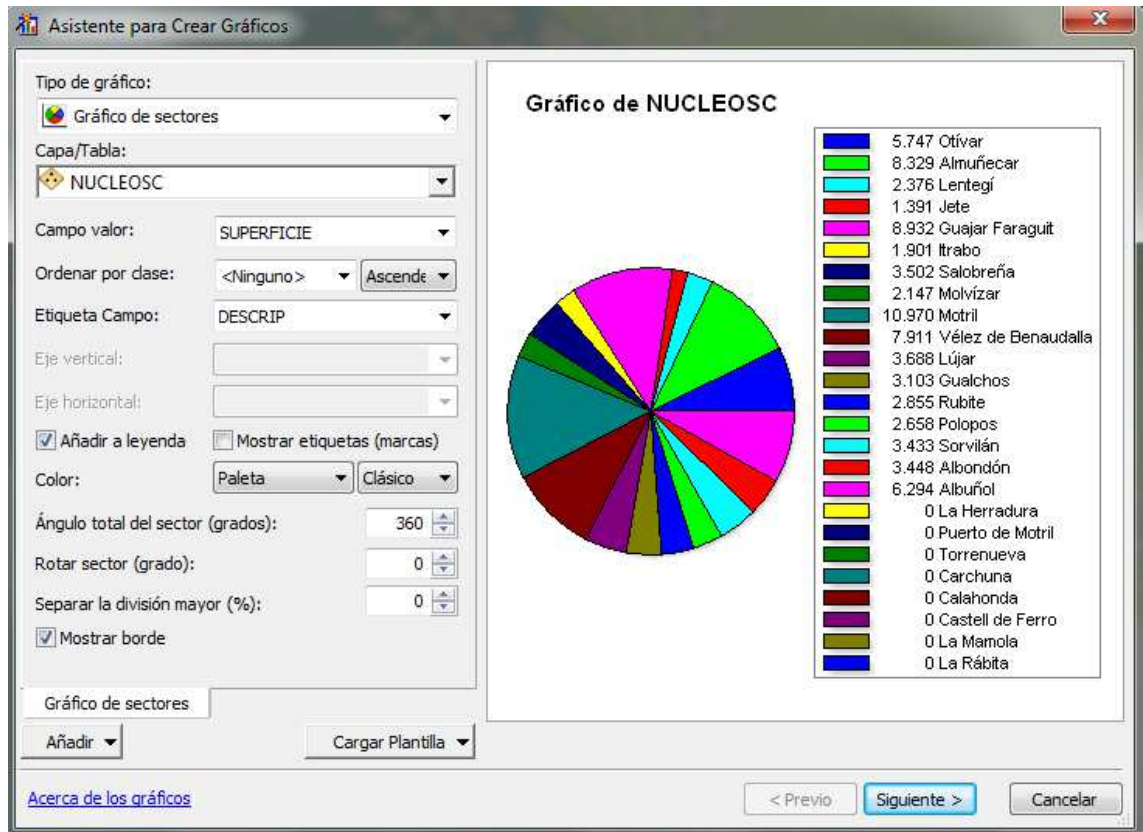 Asistente para Crear Gráficos
Tipo de gráfico:
Gráfico de sectores
Capa/Tabla:
NUCLEOSC
Campo valor:
SUPERFICIE
Ordenar por clase:
<Ninguno>
Ascende
Etiqueta Campo:
DESCRIP
Eje vertical:
Eje horizontal:
Añadir a leyenda
Mostrar etiquetas (marcas)
Color:
Paleta
Clásico
Ángulo total del sector (grados):
360
Rotar sector (grado):
0
Separar la división mayor (%):
0
Mostrar borde
Gráfico de sectores
Añadir
Cargar Plantilla
Gráfico de NUCLEOSC
5.747 Otívar
8.329 Almuñecar
2.376 Lentegí
1.391 Jete
8.932 Guajar Faraguit
1.901 Itrabo
3.502 Salobreña
2.147 Molvízar
10.970 Motril
7.911 Vélez de Benaudalla
3.688 Lújar
3.103 Gualchos
2.855 Rubite
2.658 Polopos
3.433 Sorvilán
3.448 Albondón
6.294 Albuñol
0 La Herradura
0 Puerto de Motril
0 Torrenueva
0 Carchuna
0 Calahonda
0 Castell de Ferro
0 La Mamola
0 La Rábita
Acerca de los gráficos
< Previo
Siguiente >
Cancelar